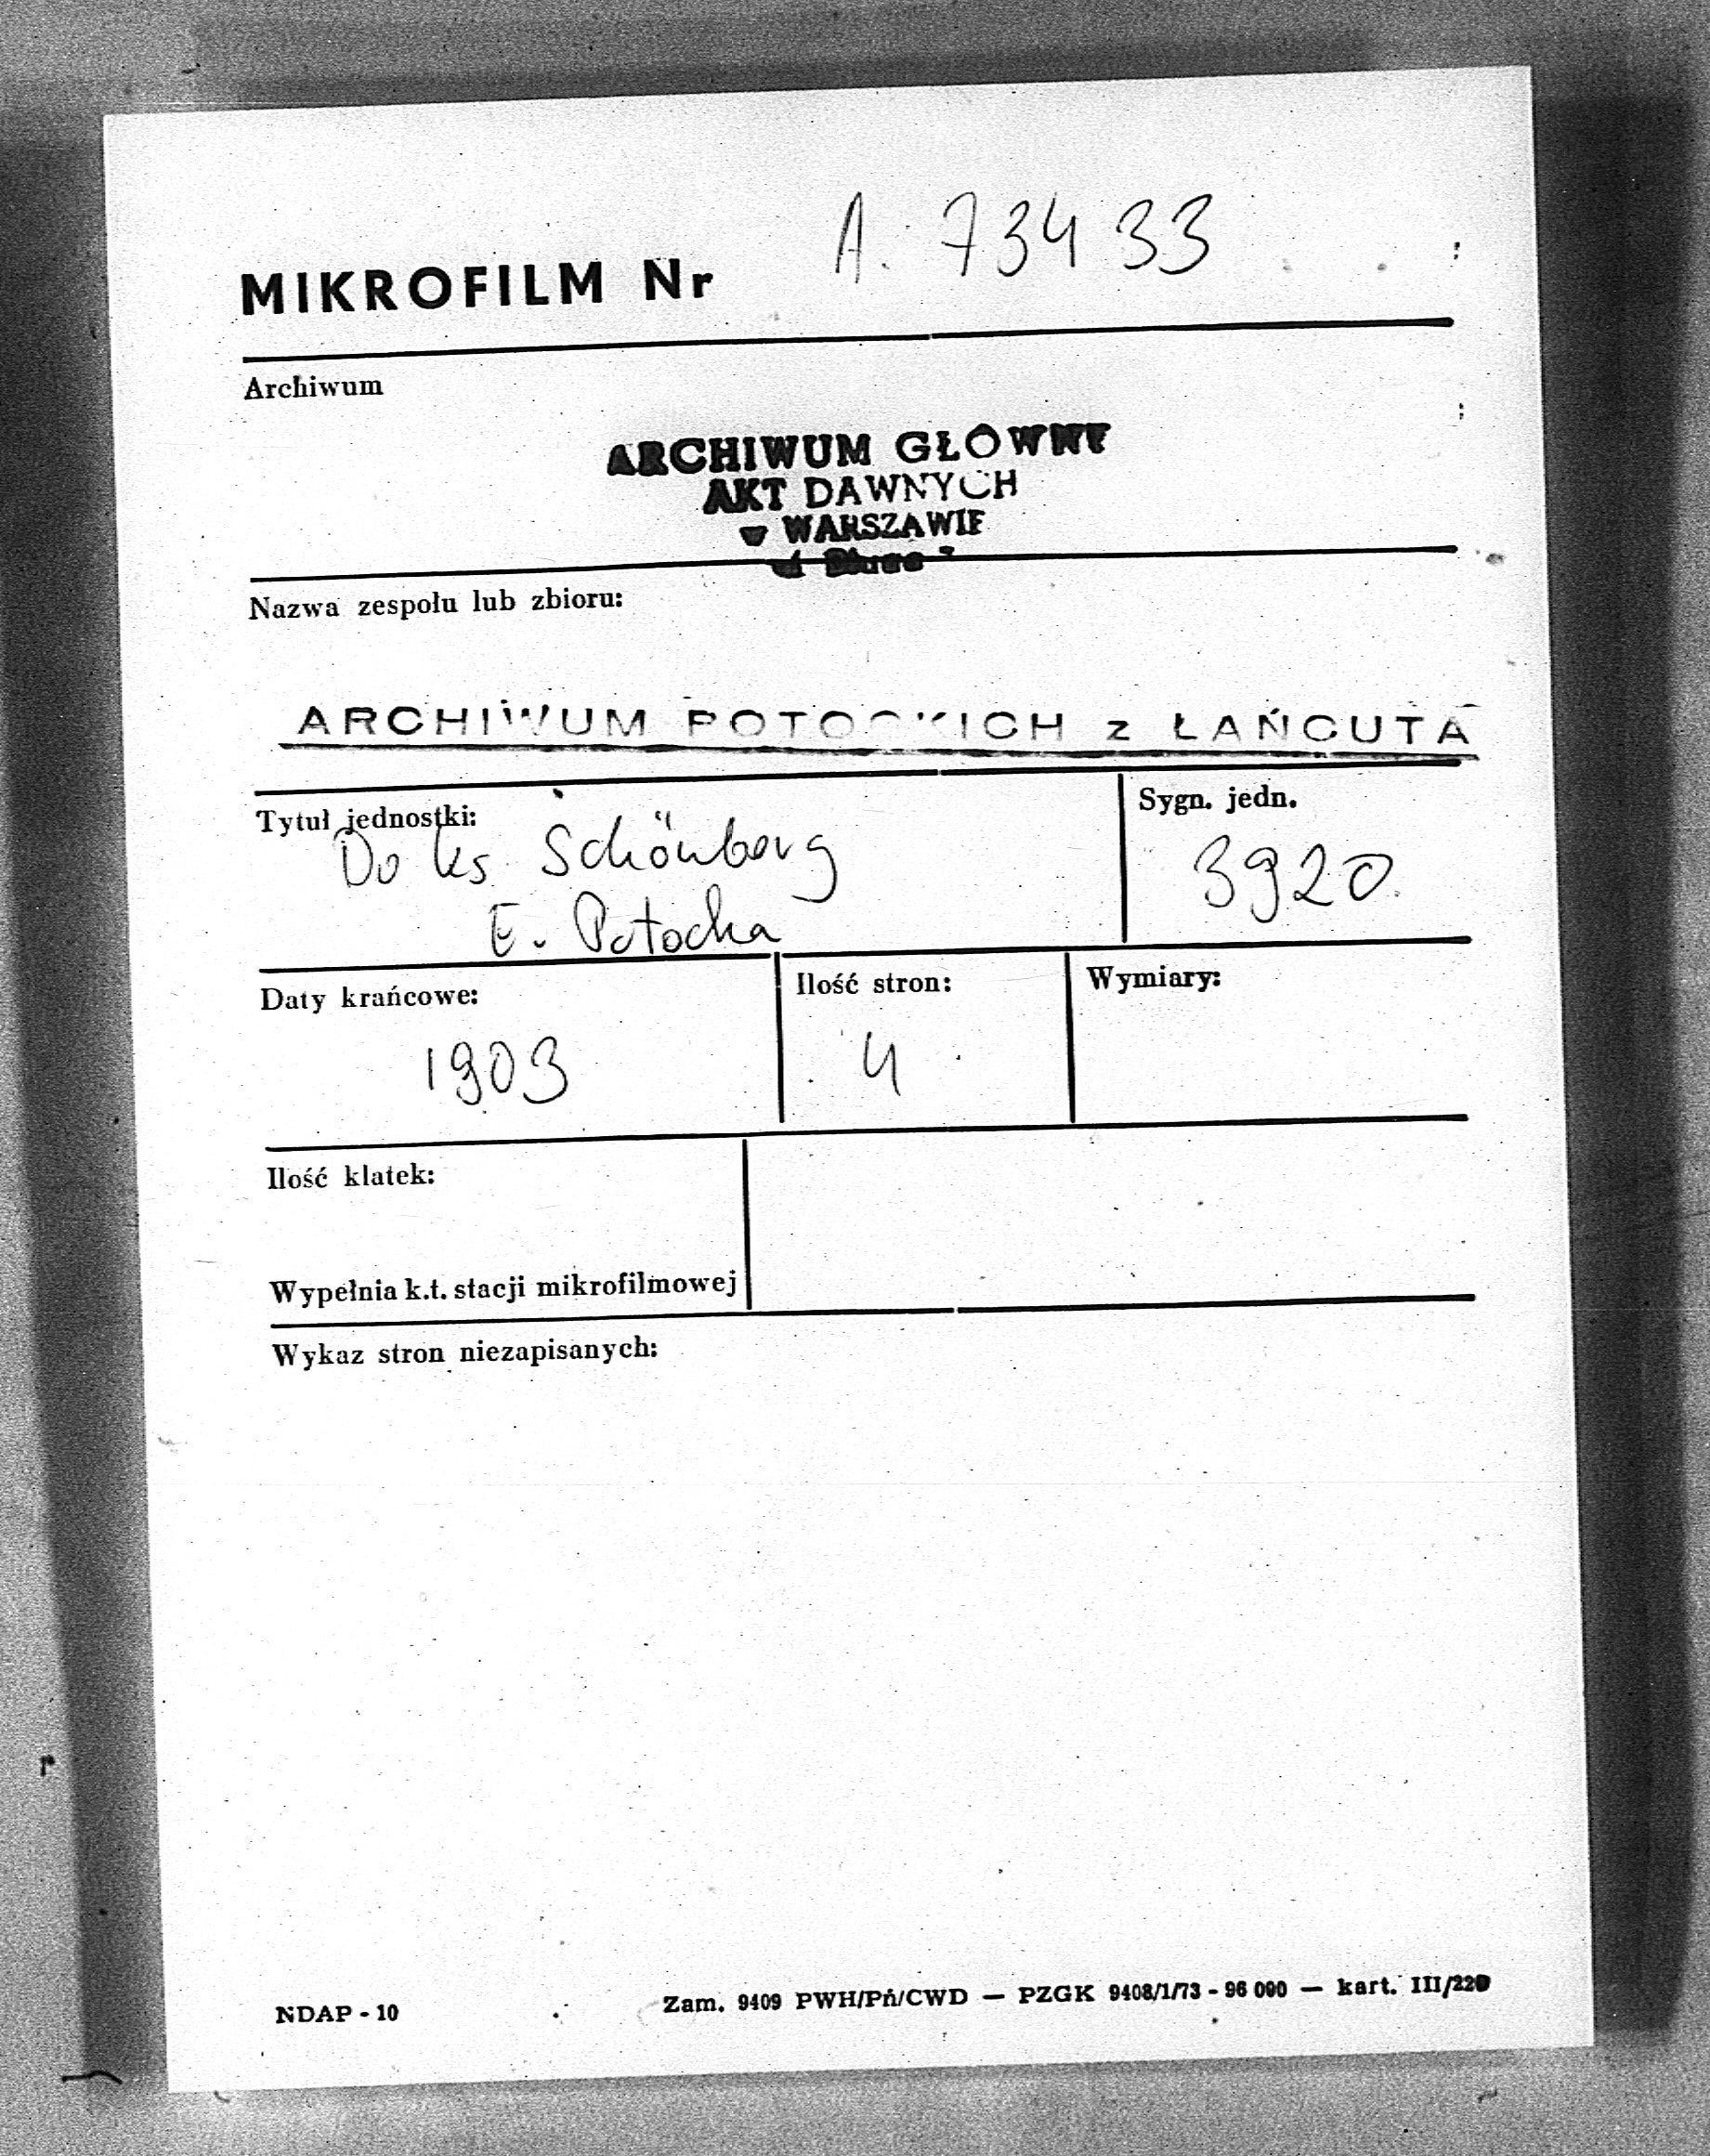 MIKROFILM Nr A. 73433
Archiwum
ARCHIWUM GŁÓWNE
AKT DAWNYCH
w WARSZAWIE
Nazwa zespołu lub zbioru:
ARCHIWUM POTOCKICH z ŁAŃCUTA
Tytuł jednostki:
Do ks. Schönberg
E. Potocka
Sygn. jedn.
3920
Daty krańcowe:
1903
Ilość stron:
4
Wymiary:
Ilość klatek:
Wypełnia k.t. stacji mikrofilmowej
Wykaz stron niezapisanych:
NDAP - 10
Zam. 9409 PWH/Pń/CWD — PZGK 9408/1/73 - 96 000 — kart. III/220